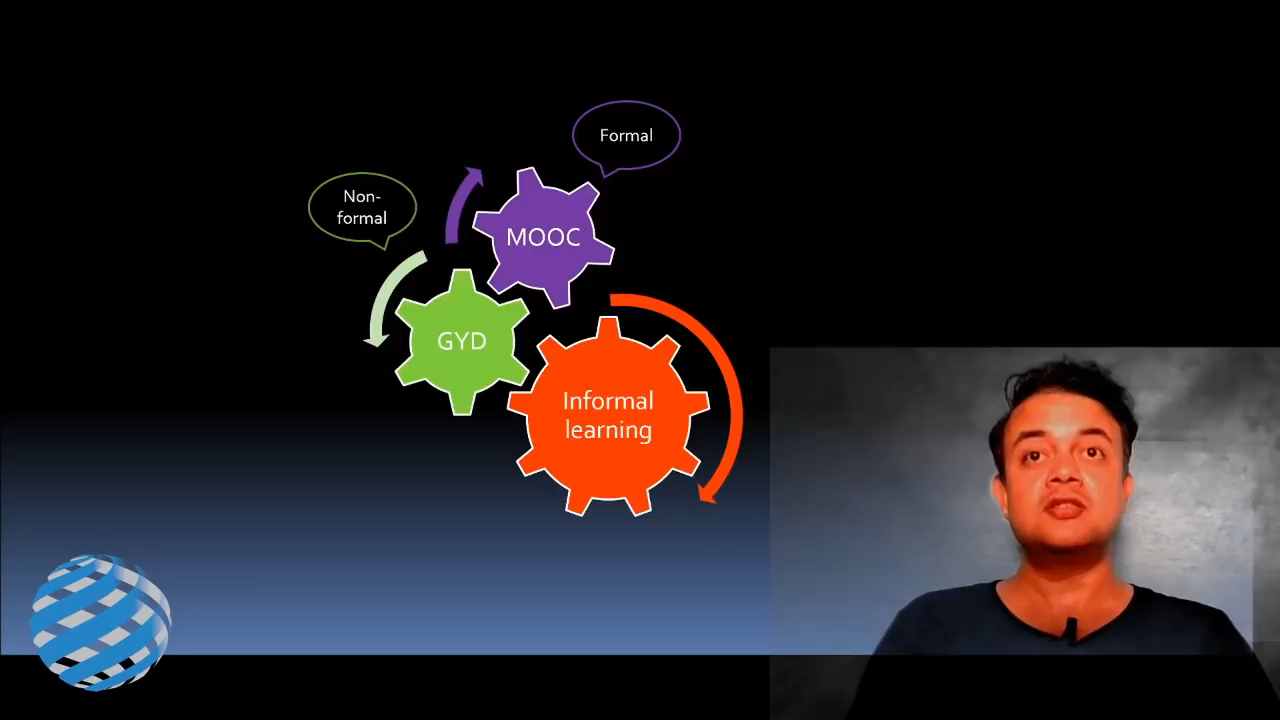 Formal
Non-
formal
MOOC
GYD
Informal
learning